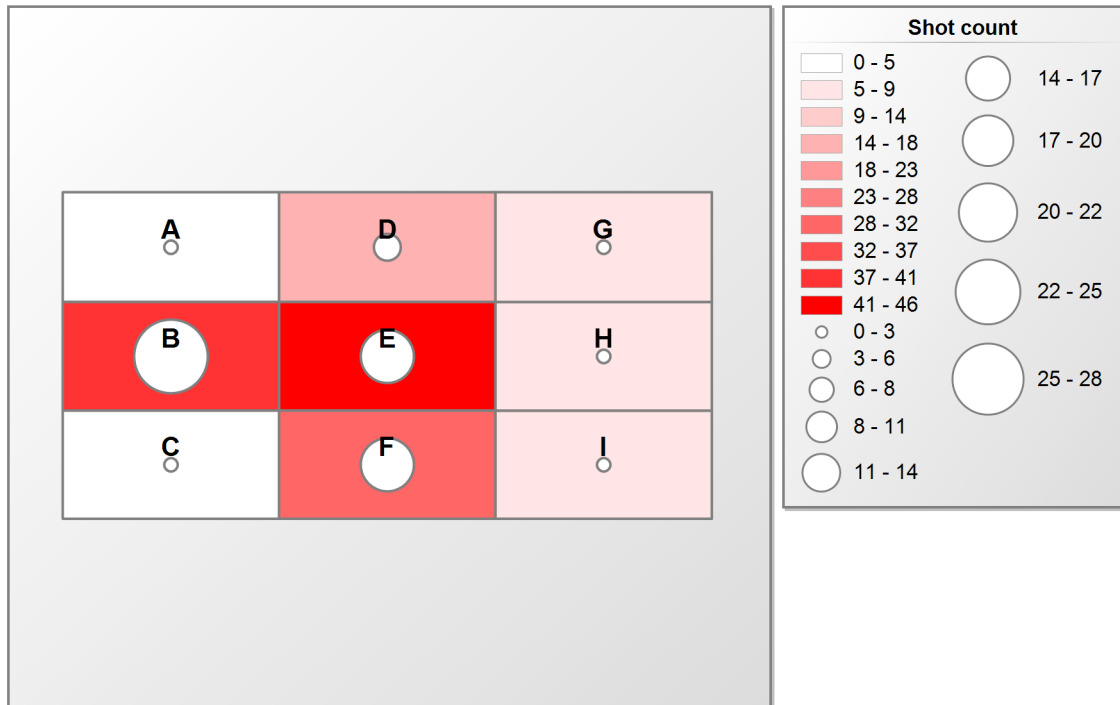 A D G
B E H
C F I
Shot count
0 - 5
5 - 9
9 - 14
14 - 18
18 - 23
23 - 28
28 - 32
32 - 37
37 - 41
41 - 46
0 - 3
3 - 6
6 - 8
8 - 11
11 - 14
14 - 17
17 - 20
20 - 22
22 - 25
25 - 28